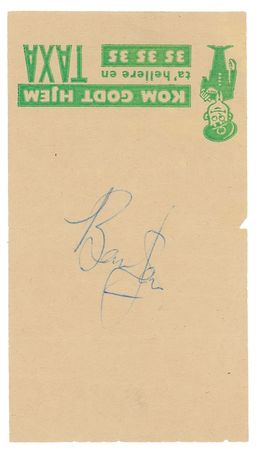 KOM GODT HJEM
ta' hellere en
TAXA
35 35 35